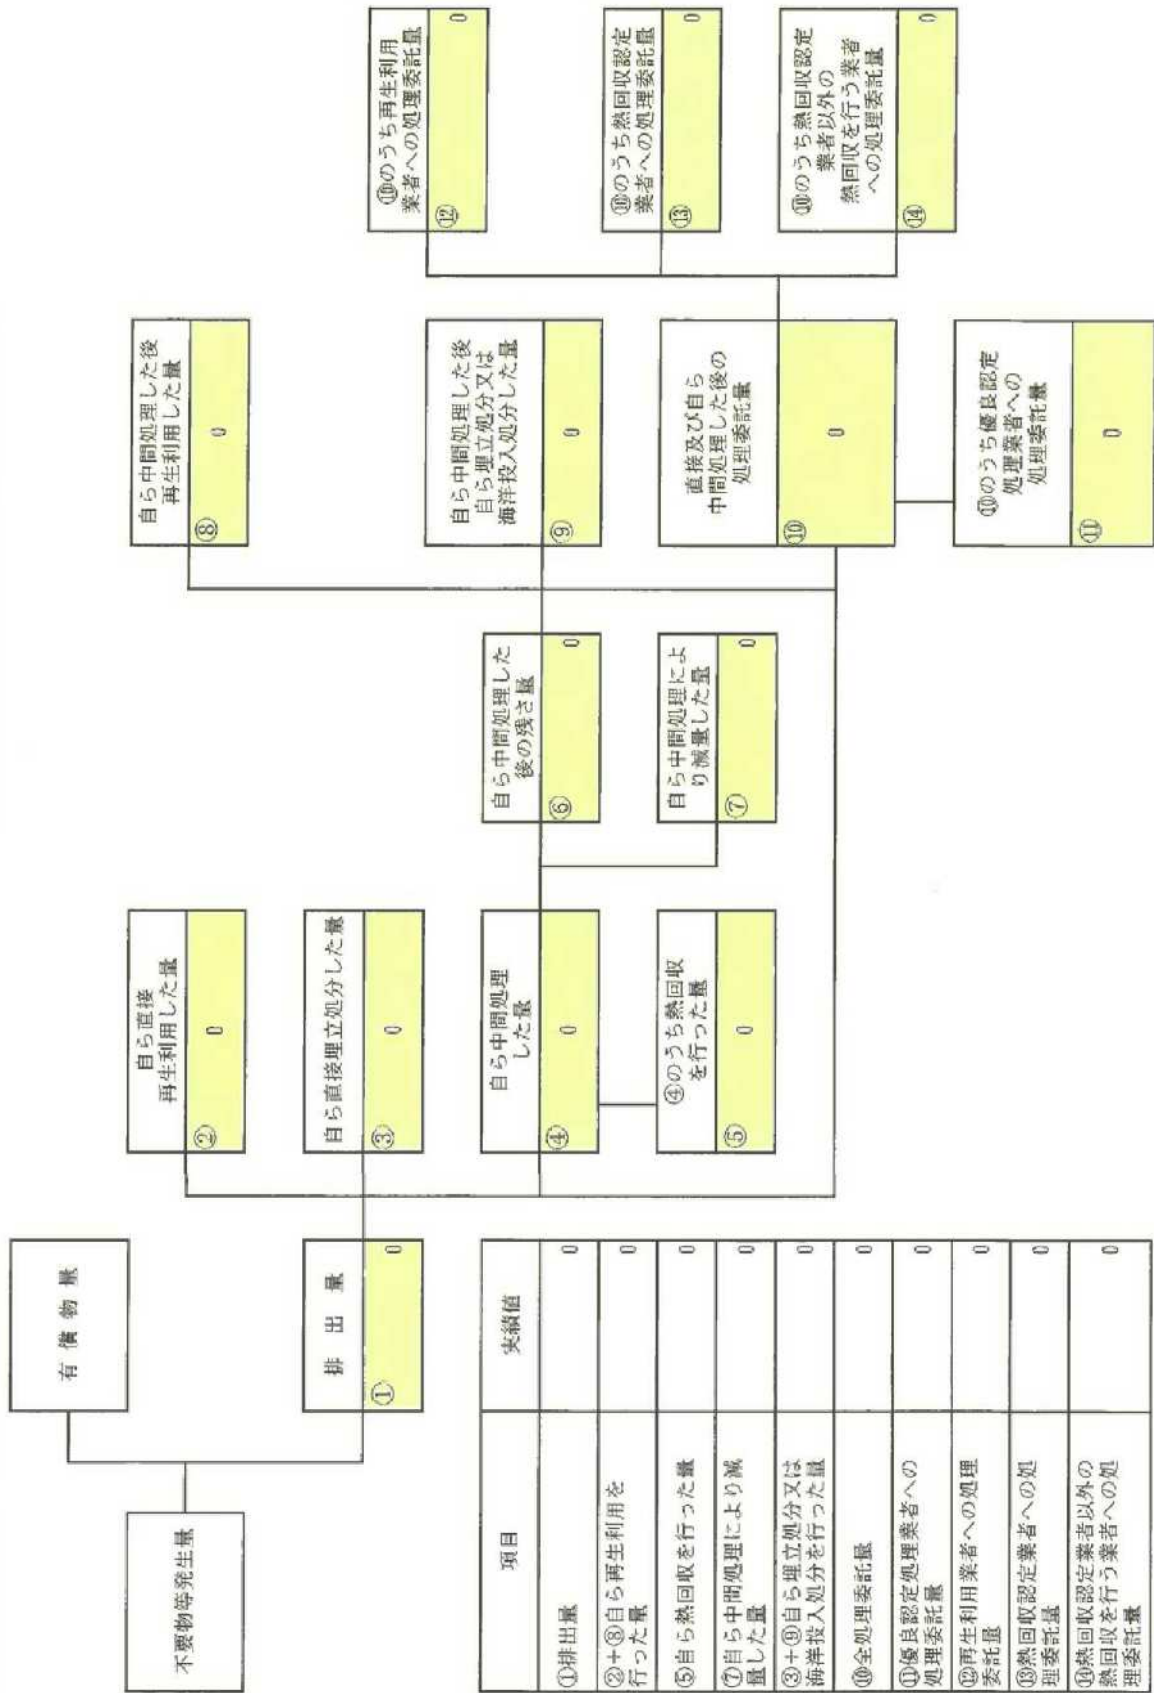 不要物等発生量
有 償 物 量
排 出 量
①
0
自ら直接
再生利用した量
②
0
自ら直接埋立処分した量
③
0
自ら中間処理
した量
④
0
④のうち熱回収
を行った量
⑤
0
自ら中間処理した
後の残さ量
⑥
0
自ら中間処理によ
り減量した量
⑦
0
自ら中間処理した後
再生利用した量
⑧
0
自ら中間処理した後
自ら埋立処分又は
海洋投入処分した量
⑨
0
直接及び自ら
中間処理した後の
処理委託量
⑩
0
⑩のうち優良認定
処理業者への
処理委託量
⑪
0
⑩のうち再生利用
業者への処理委託量
⑫
0
⑩のうち熱回収認定
業者への処理委託量
⑬
0
⑩のうち熱回収認定
業者以外の
熱回収を行う業者
への処理委託量
⑭
0
項目 実績値
①排出量 0
②+⑧自ら再生利用を
行った量 0
⑤自ら熱回収を行った量 0
⑦自ら中間処理により減
量した量 0
③+⑨自ら埋立処分又は
海洋投入処分を行った量 0
⑩全処理委託量 0
⑪優良認定処理業者への
処理委託量 0
⑫再生利用業者への処理
委託量 0
⑬熱回収認定業者への処
理委託量 0
⑭熱回収認定業者以外の
熱回収を行う業者への処
理委託量 0